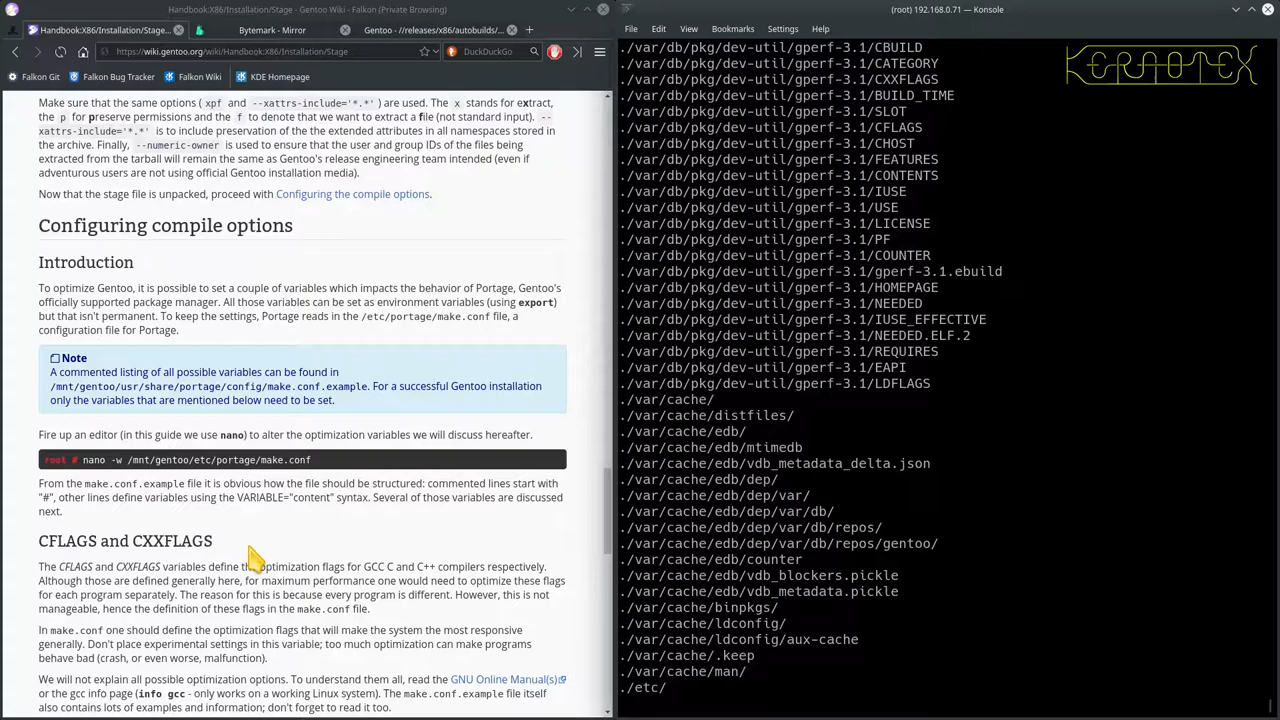 Handbook:X86/Installation/Stage - Gentoo Wiki - Falkon (Private Browsing)
Handbook:X86/Installation/Stage...
Bytemark - Mirror
Gentoo - //releases/x86/autobuilds/...
https://wiki.gentoo.org/wiki/Handbook:X86/Installation/Stage
DuckDuckGo
Falkon Git
Falkon Bug Tracker
Falkon Wiki
KDE Homepage
Make sure that the same options ( xpf and --xattrs-include='*.*' ) are used. The x stands for extract,
the p for preserve permissions and the f to denote that we want to extract a file (not standard input). --
xattrs-include='*.*' is to include preservation of the the extended attributes in all namespaces stored in
the archive. Finally, --numeric-owner is used to ensure that the user and group IDs of the files being
extracted from the tarball will remain the same as Gentoo's release engineering team intended (even if
adventurous users are not using official Gentoo installation media).
Now that the stage file is unpacked, proceed with Configuring the compile options.
Configuring compile options
Introduction
To optimize Gentoo, it is possible to set a couple of variables which impacts the behavior of Portage, Gentoo's
officially supported package manager. All those variables can be set as environment variables (using export)
but that isn't permanent. To keep the settings, Portage reads in the /etc/portage/make.conf file, a
configuration file for Portage.
Note
A commented listing of all possible variables can be found in
/mnt/gentoo/usr/share/portage/config/make.conf.example. For a successful Gentoo installation
only the variables that are mentioned below need to be set.
Fire up an editor (in this guide we use nano) to alter the optimization variables we will discuss hereafter.
root # nano -w /mnt/gentoo/etc/portage/make.conf
From the make.conf.example file it is obvious how the file should be structured: commented lines start with
"#", other lines define variables using the VARIABLE="content" syntax. Several of those variables are discussed
next.
CFLAGS and CXXFLAGS
The CFLAGS and CXXFLAGS variables define the optimization flags for GCC C and C++ compilers respectively.
Although those are defined generally here, for maximum performance one would need to optimize these flags
for each program separately. The reason for this is because every program is different. However, this is not
manageable, hence the definition of these flags in the make.conf file.
In make.conf one should define the optimization flags that will make the system the most responsive
generally. Don't place experimental settings in this variable; too much optimization can make programs
behave bad (crash, or even worse, malfunction).
We will not explain all possible optimization options. To understand them all, read the GNU Online Manual(s)
or the gcc info page (info gcc - only works on a working Linux system). The make.conf.example file itself
also contains lots of examples and information; don't forget to read it too.
(root) 192.168.0.71 — Konsole
File Edit View Bookmarks Settings Help
./var/db/pkg/dev-util/gperf-3.1/CBUILD
./var/db/pkg/dev-util/gperf-3.1/CATEGORY
./var/db/pkg/dev-util/gperf-3.1/CXXFLAGS
./var/db/pkg/dev-util/gperf-3.1/BUILD_TIME
./var/db/pkg/dev-util/gperf-3.1/SLOT
./var/db/pkg/dev-util/gperf-3.1/CFLAGS
./var/db/pkg/dev-util/gperf-3.1/CHOST
./var/db/pkg/dev-util/gperf-3.1/FEATURES
./var/db/pkg/dev-util/gperf-3.1/CONTENTS
./var/db/pkg/dev-util/gperf-3.1/IUSE
./var/db/pkg/dev-util/gperf-3.1/USE
./var/db/pkg/dev-util/gperf-3.1/LICENSE
./var/db/pkg/dev-util/gperf-3.1/PF
./var/db/pkg/dev-util/gperf-3.1/COUNTER
./var/db/pkg/dev-util/gperf-3.1/gperf-3.1.ebuild
./var/db/pkg/dev-util/gperf-3.1/HOMEPAGE
./var/db/pkg/dev-util/gperf-3.1/NEEDED
./var/db/pkg/dev-util/gperf-3.1/IUSE_EFFECTIVE
./var/db/pkg/dev-util/gperf-3.1/NEEDED.ELF.2
./var/db/pkg/dev-util/gperf-3.1/REQUIRES
./var/db/pkg/dev-util/gperf-3.1/EAPI
./var/db/pkg/dev-util/gperf-3.1/LDFLAGS
./var/cache/
./var/cache/distfiles/
./var/cache/edb/
./var/cache/edb/mtimedb
./var/cache/edb/vdb_metadata_delta.json
./var/cache/edb/dep/
./var/cache/edb/dep/var/
./var/cache/edb/dep/var/db/
./var/cache/edb/dep/var/db/repos/
./var/cache/edb/dep/var/db/repos/gentoo/
./var/cache/edb/counter
./var/cache/edb/vdb_blockers.pickle
./var/cache/edb/vdb_metadata.pickle
./var/cache/binpkgs/
./var/cache/ldconfig/
./var/cache/ldconfig/aux-cache
./var/cache/.keep
./var/cache/man/
./etc/